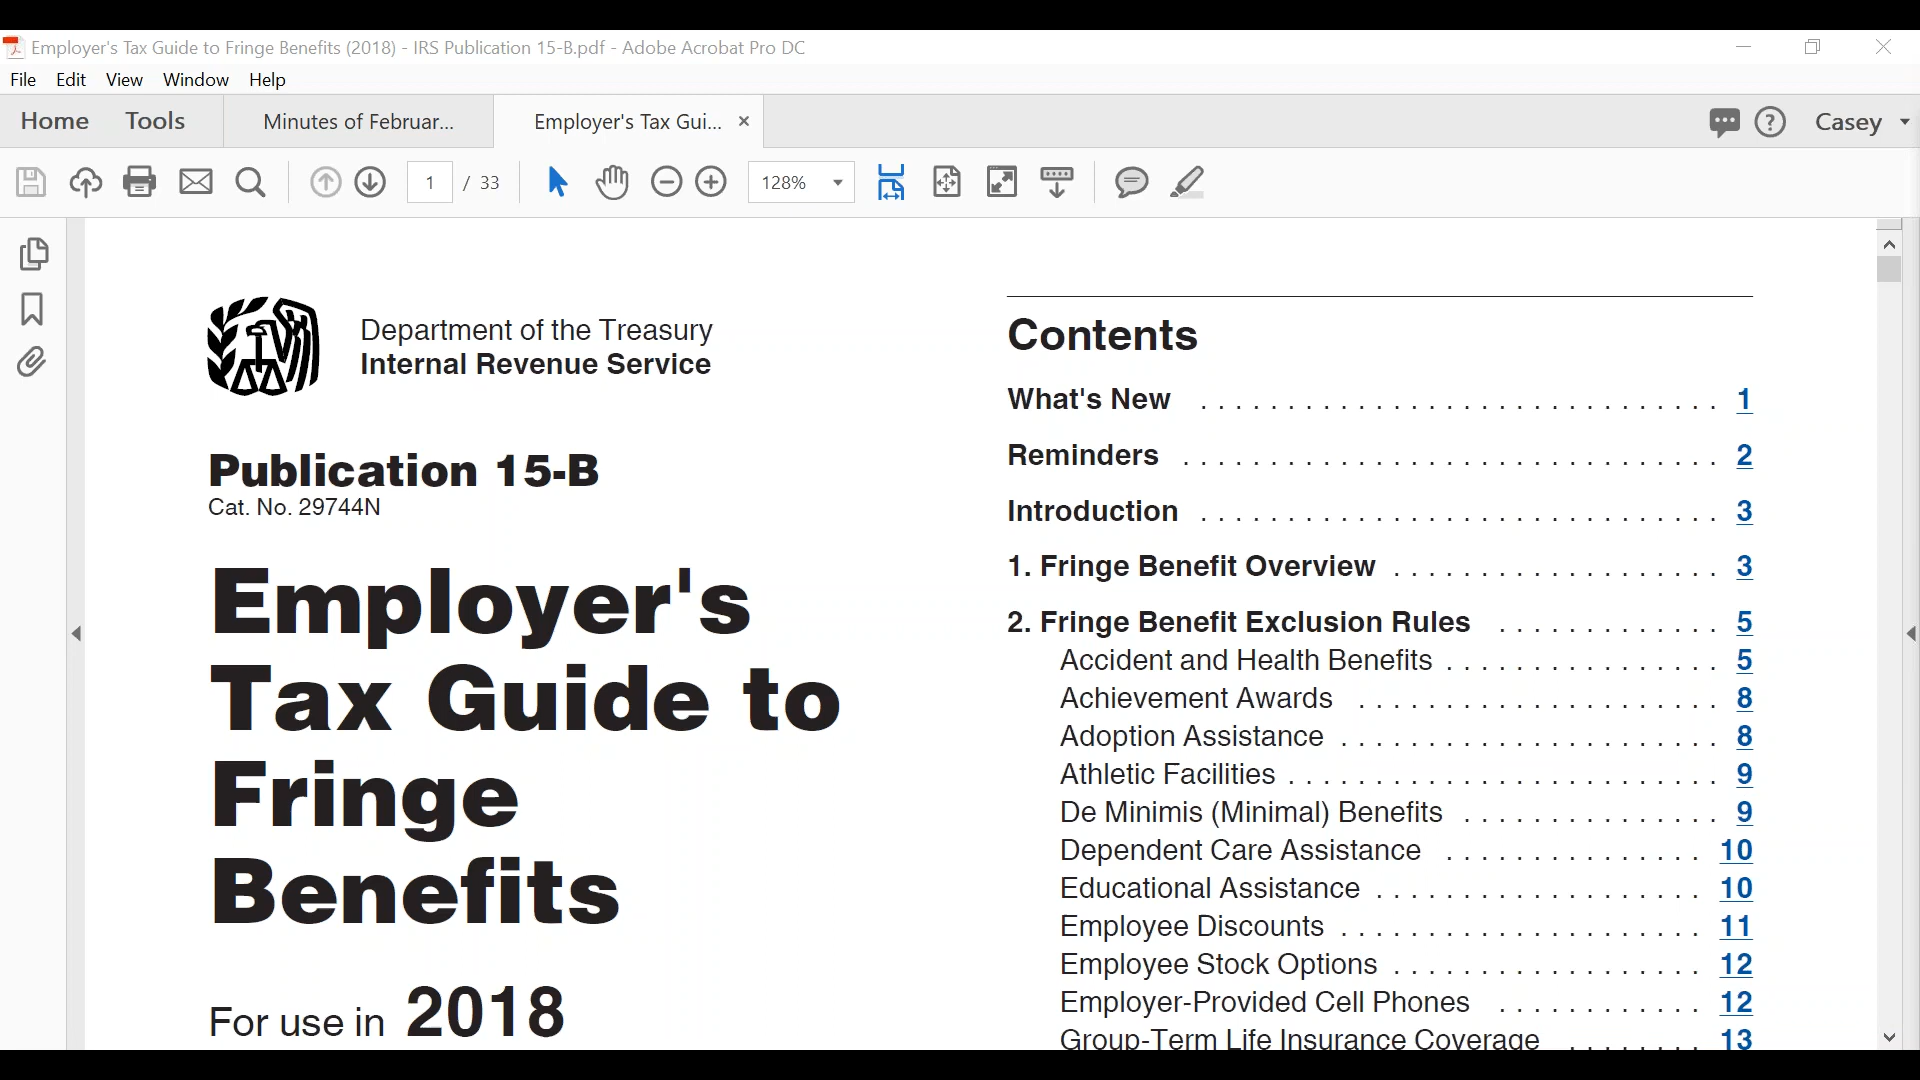 Employer's Tax Guide to Fringe Benefits (2018) - IRS Publication 15-B.pdf - Adobe Acrobat Pro DC
File Edit View Window Help
Home Tools Minutes of Februar... Employer's Tax Gui... Casey
1 / 33 128%
Department of the Treasury
Internal Revenue Service
Publication 15-B
Cat. No. 29744N
Employer's
Tax Guide to
Fringe
Benefits
For use in 2018
Contents
What's New . . . . . . . . . . . . . . . . . . . . . . . . . . . . . . 1
Reminders . . . . . . . . . . . . . . . . . . . . . . . . . . . . . . . 2
Introduction . . . . . . . . . . . . . . . . . . . . . . . . . . . . . . 3
1. Fringe Benefit Overview . . . . . . . . . . . . . . . . . . . 3
2. Fringe Benefit Exclusion Rules . . . . . . . . . . . . . 5
Accident and Health Benefits . . . . . . . . . . . . . . . . 5
Achievement Awards . . . . . . . . . . . . . . . . . . . . . 8
Adoption Assistance . . . . . . . . . . . . . . . . . . . . . . 8
Athletic Facilities . . . . . . . . . . . . . . . . . . . . . . . . . 9
De Minimis (Minimal) Benefits . . . . . . . . . . . . . . . 9
Dependent Care Assistance . . . . . . . . . . . . . . . 10
Educational Assistance . . . . . . . . . . . . . . . . . . . 10
Employee Discounts . . . . . . . . . . . . . . . . . . . . . 11
Employee Stock Options . . . . . . . . . . . . . . . . . . 12
Employer-Provided Cell Phones . . . . . . . . . . . . 12
Group-Term Life Insurance Coverage . . . . . . . . 13